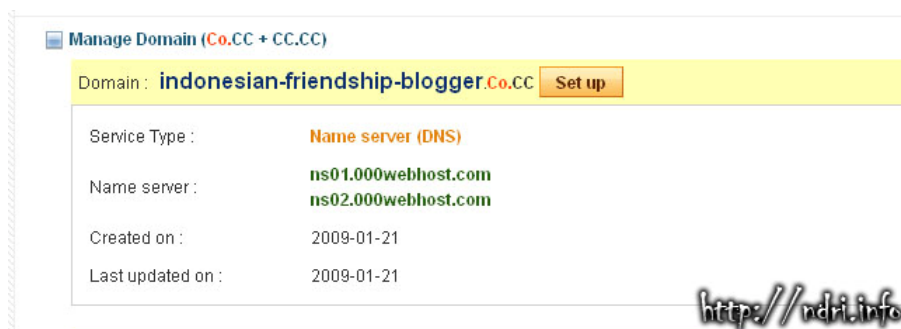 Manage Domain (Co.CC + CC.CC)
Domain : indonesian-friendship-blogger.Co.CC Set up
Service Type : Name server (DNS)
Name server : ns01.000webhost.com
ns02.000webhost.com
Created on : 2009-01-21
Last updated on : 2009-01-21
http://ndri.info